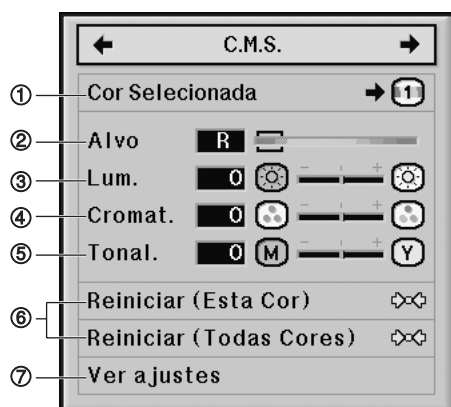 C.M.S.
① Cor Selecionada 1
② Alvo R
③ Lum. 0 - +
④ Cromat. 0 - +
⑤ Tonal. 0 M - + Y
⑥ Reiniciar (Esta Cor)
Reiniciar (Todas Cores)
⑦ Ver ajustes